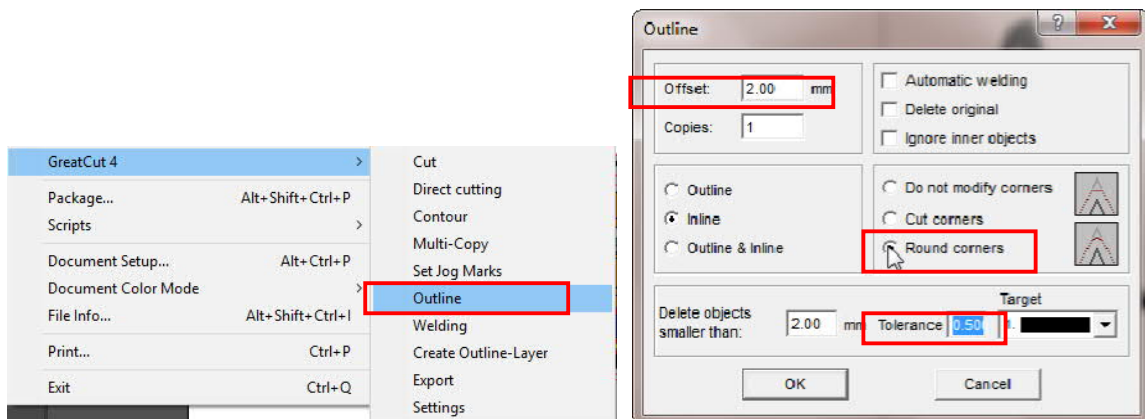 GreatCut 4 >
Package... Alt+Shift+Ctrl+P
Scripts >
Document Setup... Alt+Ctrl+P
Document Color Mode >
File Info... Alt+Shift+Ctrl+I
Print... Ctrl+P
Exit Ctrl+Q
Cut
Direct cutting
Contour
Multi-Copy
Set Jog Marks
Outline
Welding
Create Outline-Layer
Export
Settings
Outline
Offset: 2.00 mm
Copies: 1
Automatic welding
Delete original
Ignore inner objects
Outline
Inline
Outline & Inline
Do not modify corners
Cut corners
Round corners
Delete objects
smaller than: 2.00 mm
Tolerance 0.50
Target
1.
OK Cancel